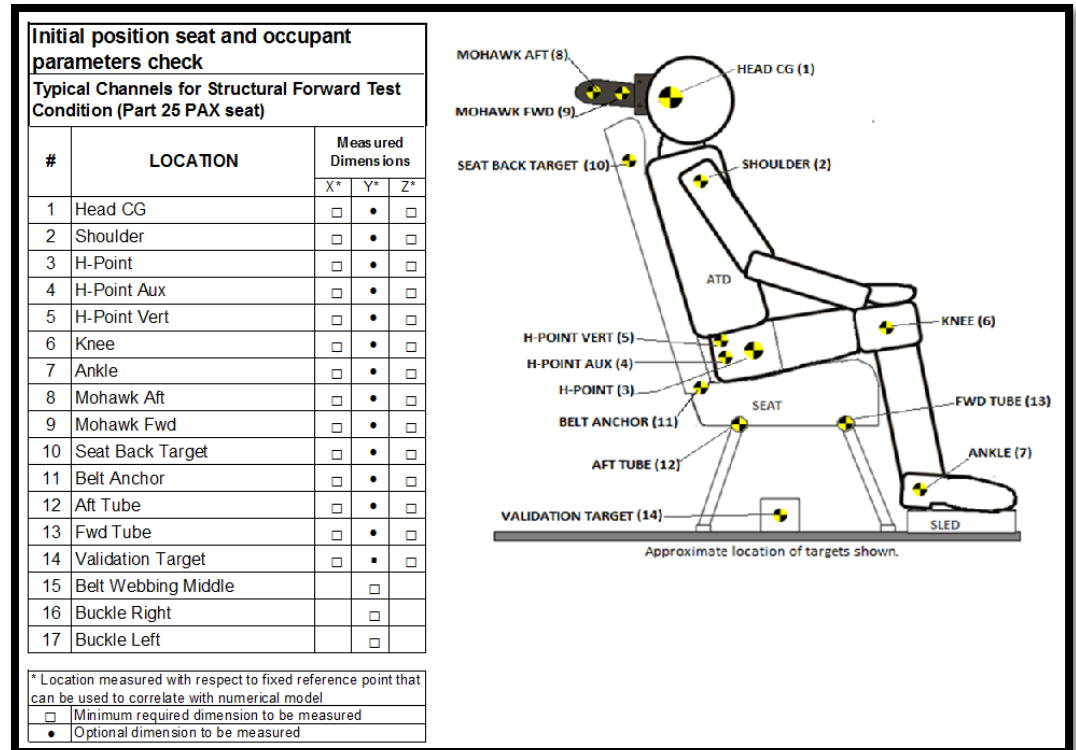 Initial position seat and occupant
parameters check
Typical Channels for Structural Forward Test
Condition (Part 25 PAX seat)
# LOCATION Measured Dimensions
X* Y* Z*
1 Head CG □ • □
2 Shoulder □ • □
3 H-Point □ • □
4 H-Point Aux □ • □
5 H-Point Vert □ • □
6 Knee □ • □
7 Ankle □ • □
8 Mohawk Aft □ • □
9 Mohawk Fwd □ • □
10 Seat Back Target □ • □
11 Belt Anchor □ • □
12 Aft Tube □ • □
13 Fwd Tube □ • □
14 Validation Target □ ▪ □
15 Belt Webbing Middle □
16 Buckle Right □
17 Buckle Left □
* Location measured with respect to fixed reference point that
can be used to correlate with numerical model
□ Minimum required dimension to be measured
• Optional dimension to be measured
MOHAWK AFT (8)
HEAD CG (1)
MOHAWK FWD (9)
SEAT BACK TARGET (10)
SHOULDER (2)
ATD
KNEE (6)
H-POINT VERT (5)
H-POINT AUX (4)
H-POINT (3)
SEAT
FWD TUBE (13)
BELT ANCHOR (11)
ANKLE (7)
AFT TUBE (12)
VALIDATION TARGET (14)
SLED
Approximate location of targets shown.